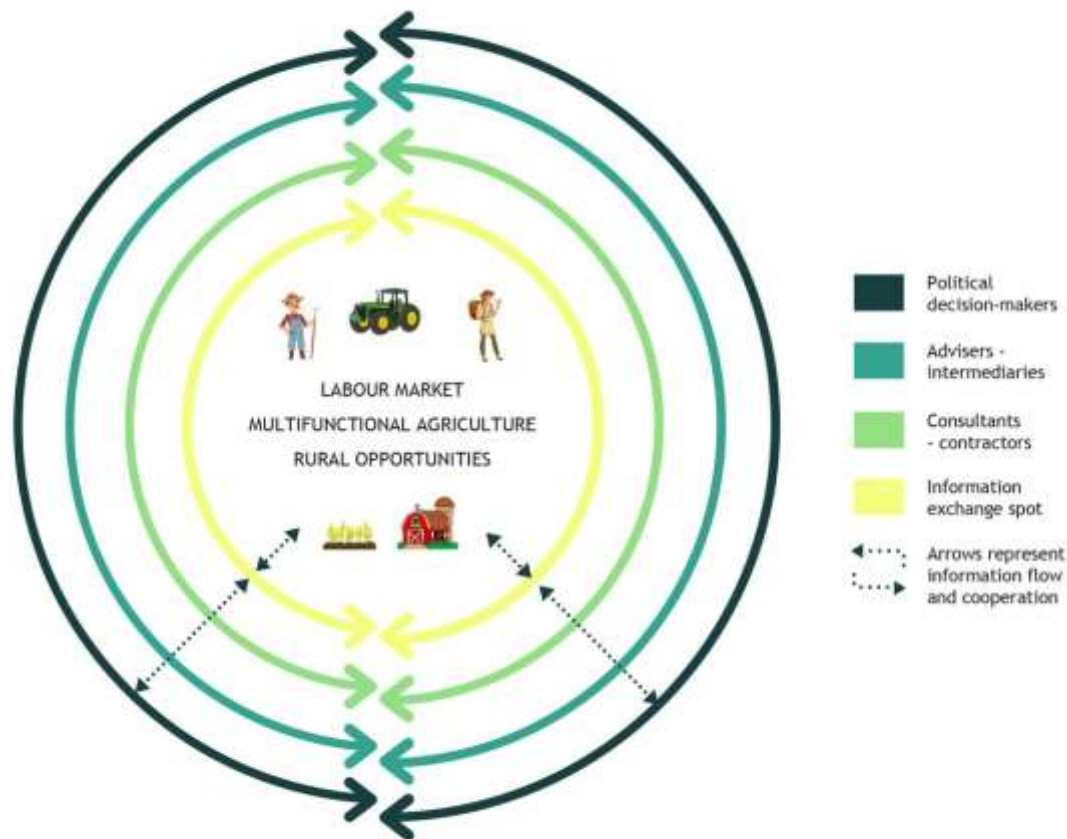 LABOUR MARKET
MULTIFUNCTIONAL AGRICULTURE
RURAL OPPORTUNITIES
Political
decision-makers
Advisers -
intermediaries
Consultants
- contractors
Information
exchange spot
Arrows represent
information flow
and cooperation